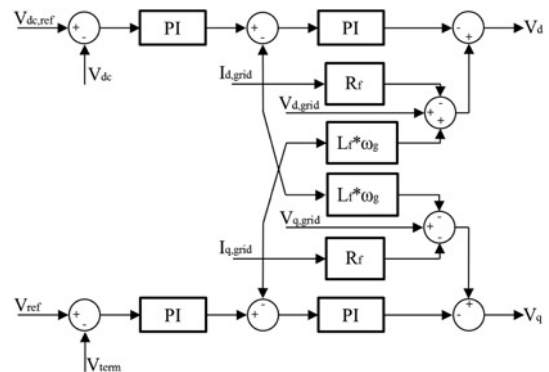 V_dc,ref
+
-
PI
+
-
PI
-
+
V_d
V_dc
I_d,grid
R_f
-
V_d,grid
+
+
L_f*ω_g
L_f*ω_g
-
V_q,grid
+
-
I_q,grid
R_f
V_ref
+
-
PI
+
-
PI
-
+
V_q
V_term